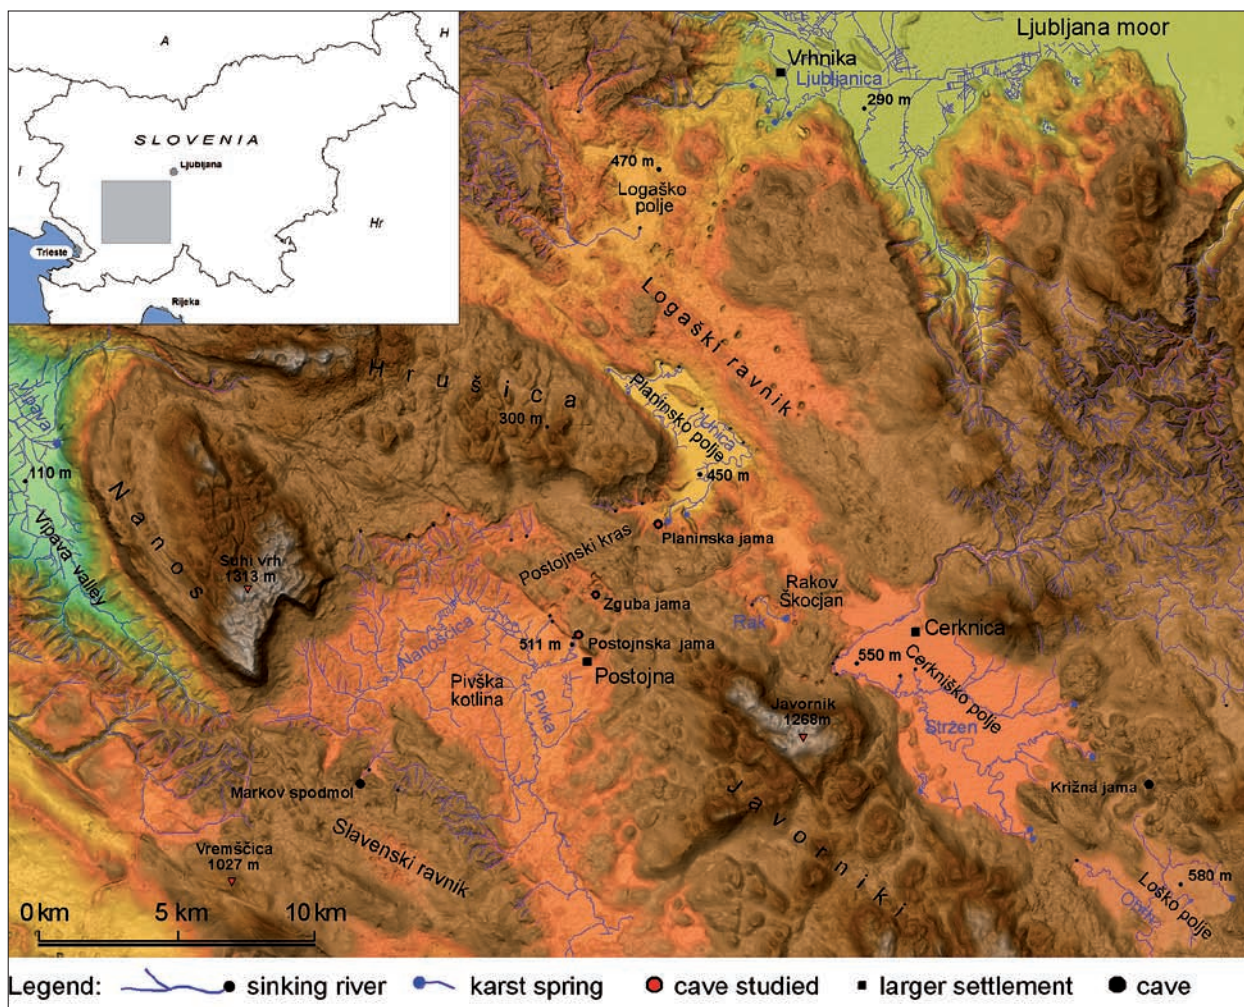 A
H
SLOVENIA
Ljubljana
I
Hr
Trieste
Rijeka
Ljubljana moor
Vrhnika
Ljubljanica
290 m
470 m
Logaško
polje
Logaški ravnik
Hrušica
300 m
Planinsko polje
Unica
450 m
Vipava
110 m
Vipava valley
Nanos
Suhi vrh
1313 m
Postojnski kras
Planinska jama
Zguba jama
Rakov
Škocjan
Rak
Cerknica
550 m
Cerkniško polje
Stržen
Nanoščica
511 m
Postojnska jama
Postojna
Pivška
kotlina
Pivka
Javornik
1268m
Javorniki
Križna jama
Markov spodmol
Slavenski ravnik
Vremščica
1027 m
580 m
Loško polje
Obrh
0 km 5 km 10 km
Legend: sinking river karst spring cave studied larger settlement cave